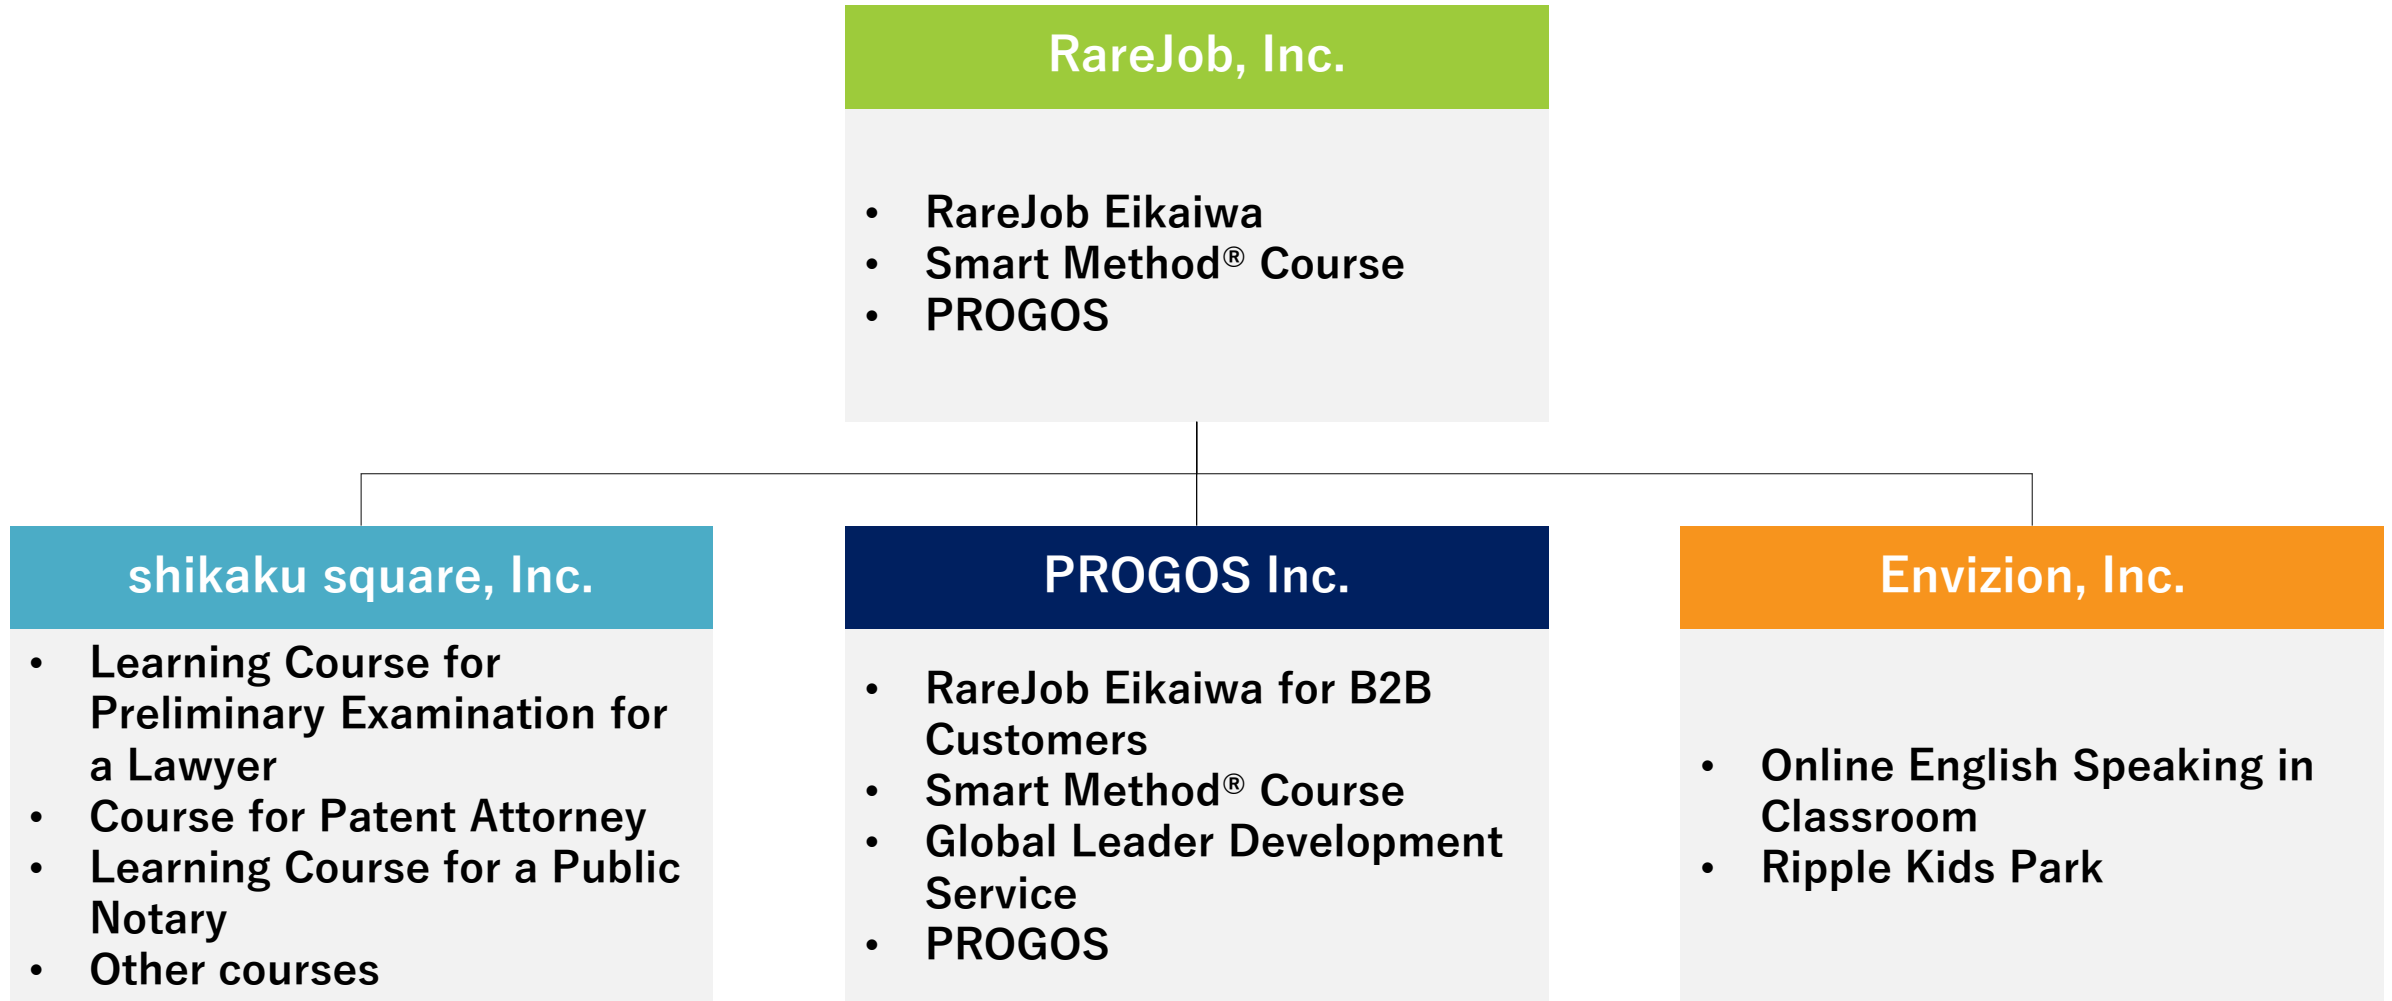 RareJob, Inc.
• RareJob Eikaiwa
• Smart Method® Course
• PROGOS
shikaku square, Inc.
• Learning Course for
Preliminary Examination for
a Lawyer
• Course for Patent Attorney
• Learning Course for a Public
Notary
• Other courses
PROGOS Inc.
• RareJob Eikaiwa for B2B
Customers
• Smart Method® Course
• Global Leader Development
Service
• PROGOS
Envizion, Inc.
• Online English Speaking in
Classroom
• Ripple Kids Park